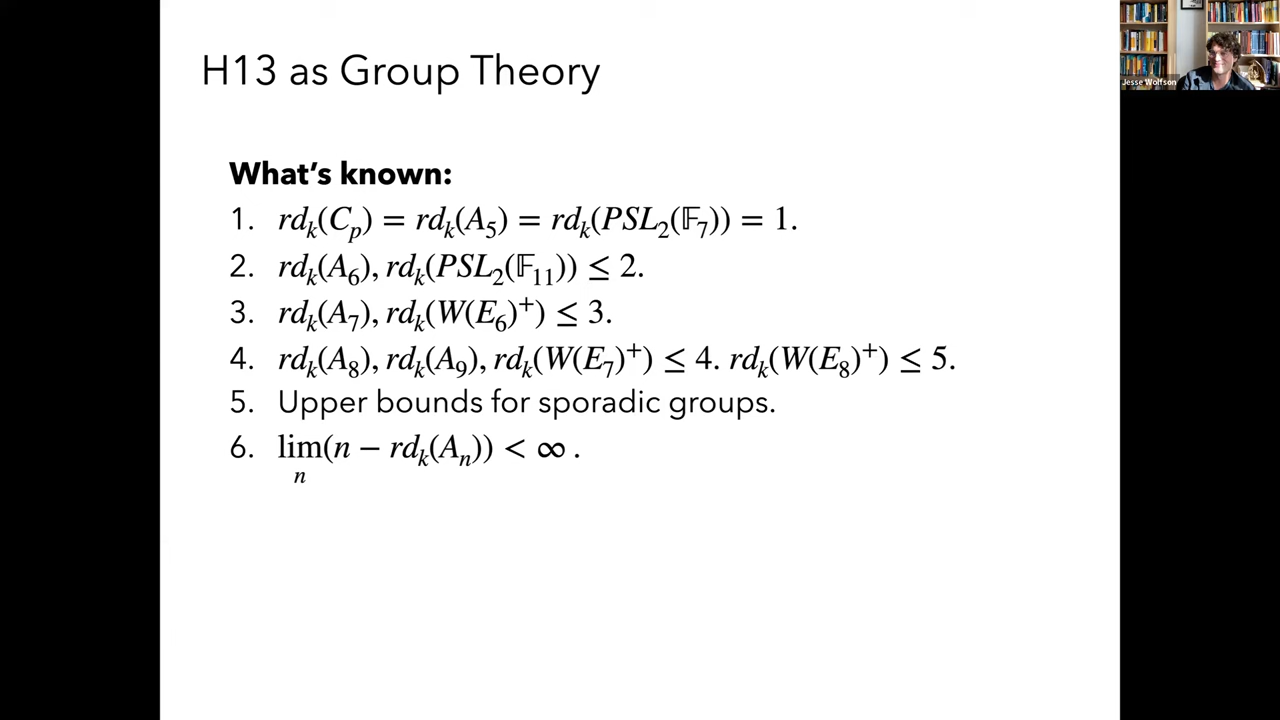 H13 as Group Theory
Jesse Wolfson
What's known:
1. rd_k(C_p) = rd_k(A_5) = rd_k(PSL_2(𝔽_7)) = 1.
2. rd_k(A_6), rd_k(PSL_2(𝔽_11)) ≤ 2.
3. rd_k(A_7), rd_k(W(E_6)^+) ≤ 3.
4. rd_k(A_8), rd_k(A_9), rd_k(W(E_7)^+) ≤ 4. rd_k(W(E_8)^+) ≤ 5.
5. Upper bounds for sporadic groups.
6. lim_n(n − rd_k(A_n)) < ∞.